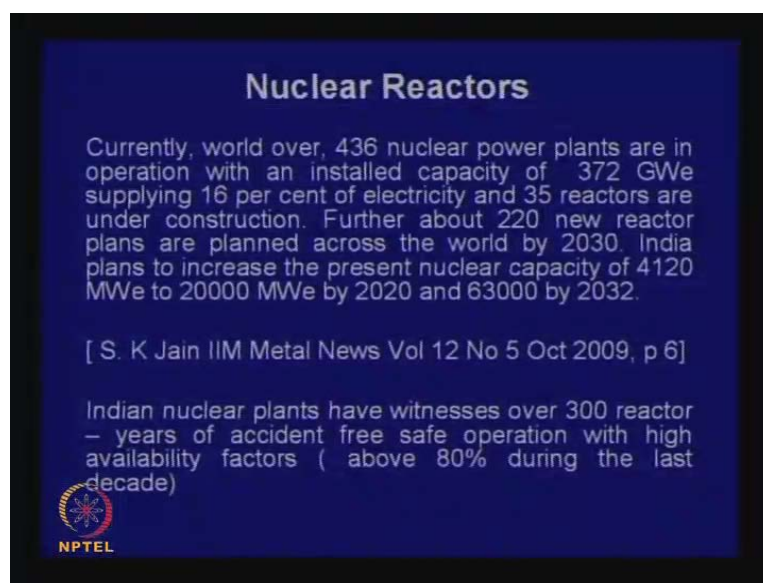 Nuclear Reactors
Currently, world over, 436 nuclear power plants are in
operation with an installed capacity of 372 GWe
supplying 16 per cent of electricity and 35 reactors are
under construction. Further about 220 new reactor
plans are planned across the world by 2030. India
plans to increase the present nuclear capacity of 4120
MWe to 20000 MWe by 2020 and 63000 by 2032.
[ S. K Jain IIM Metal News Vol 12 No 5 Oct 2009, p 6]
Indian nuclear plants have witnesses over 300 reactor
– years of accident free safe operation with high
availability factors ( above 80% during the last
decade)
NPTEL